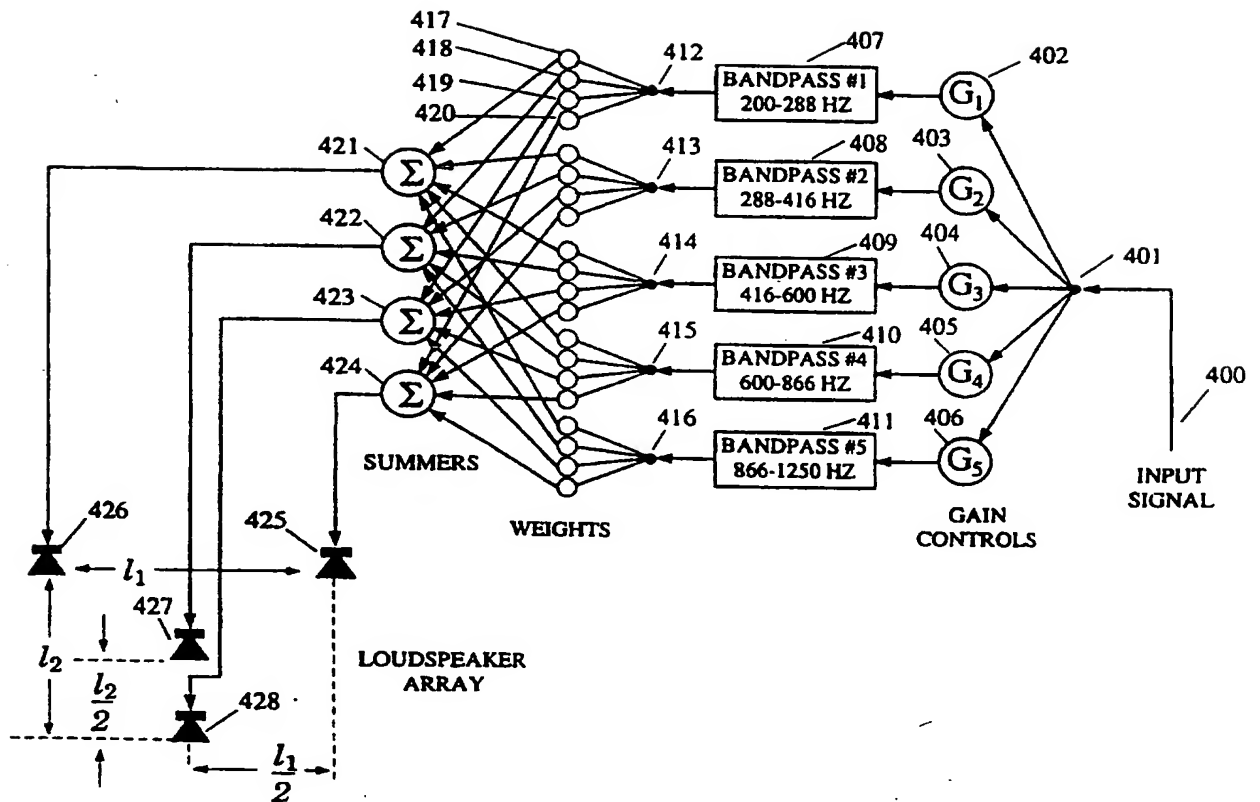 417
418
419
420
412
407
BANDPASS #1
200-288 HZ
402
G1
421
Σ
413
408
BANDPASS #2
288-416 HZ
403
G2
422
Σ
414
409
BANDPASS #3
416-600 HZ
404
G3
401
423
Σ
415
410
BANDPASS #4
600-866 HZ
405
G4
400
424
Σ
416
411
BANDPASS #5
866-1250 HZ
406
G5
SUMMERS
WEIGHTS
GAIN
CONTROLS
INPUT
SIGNAL
426
425
l1
427
l2
l2
2
428
LOUDSPEAKER
ARRAY
l1
2